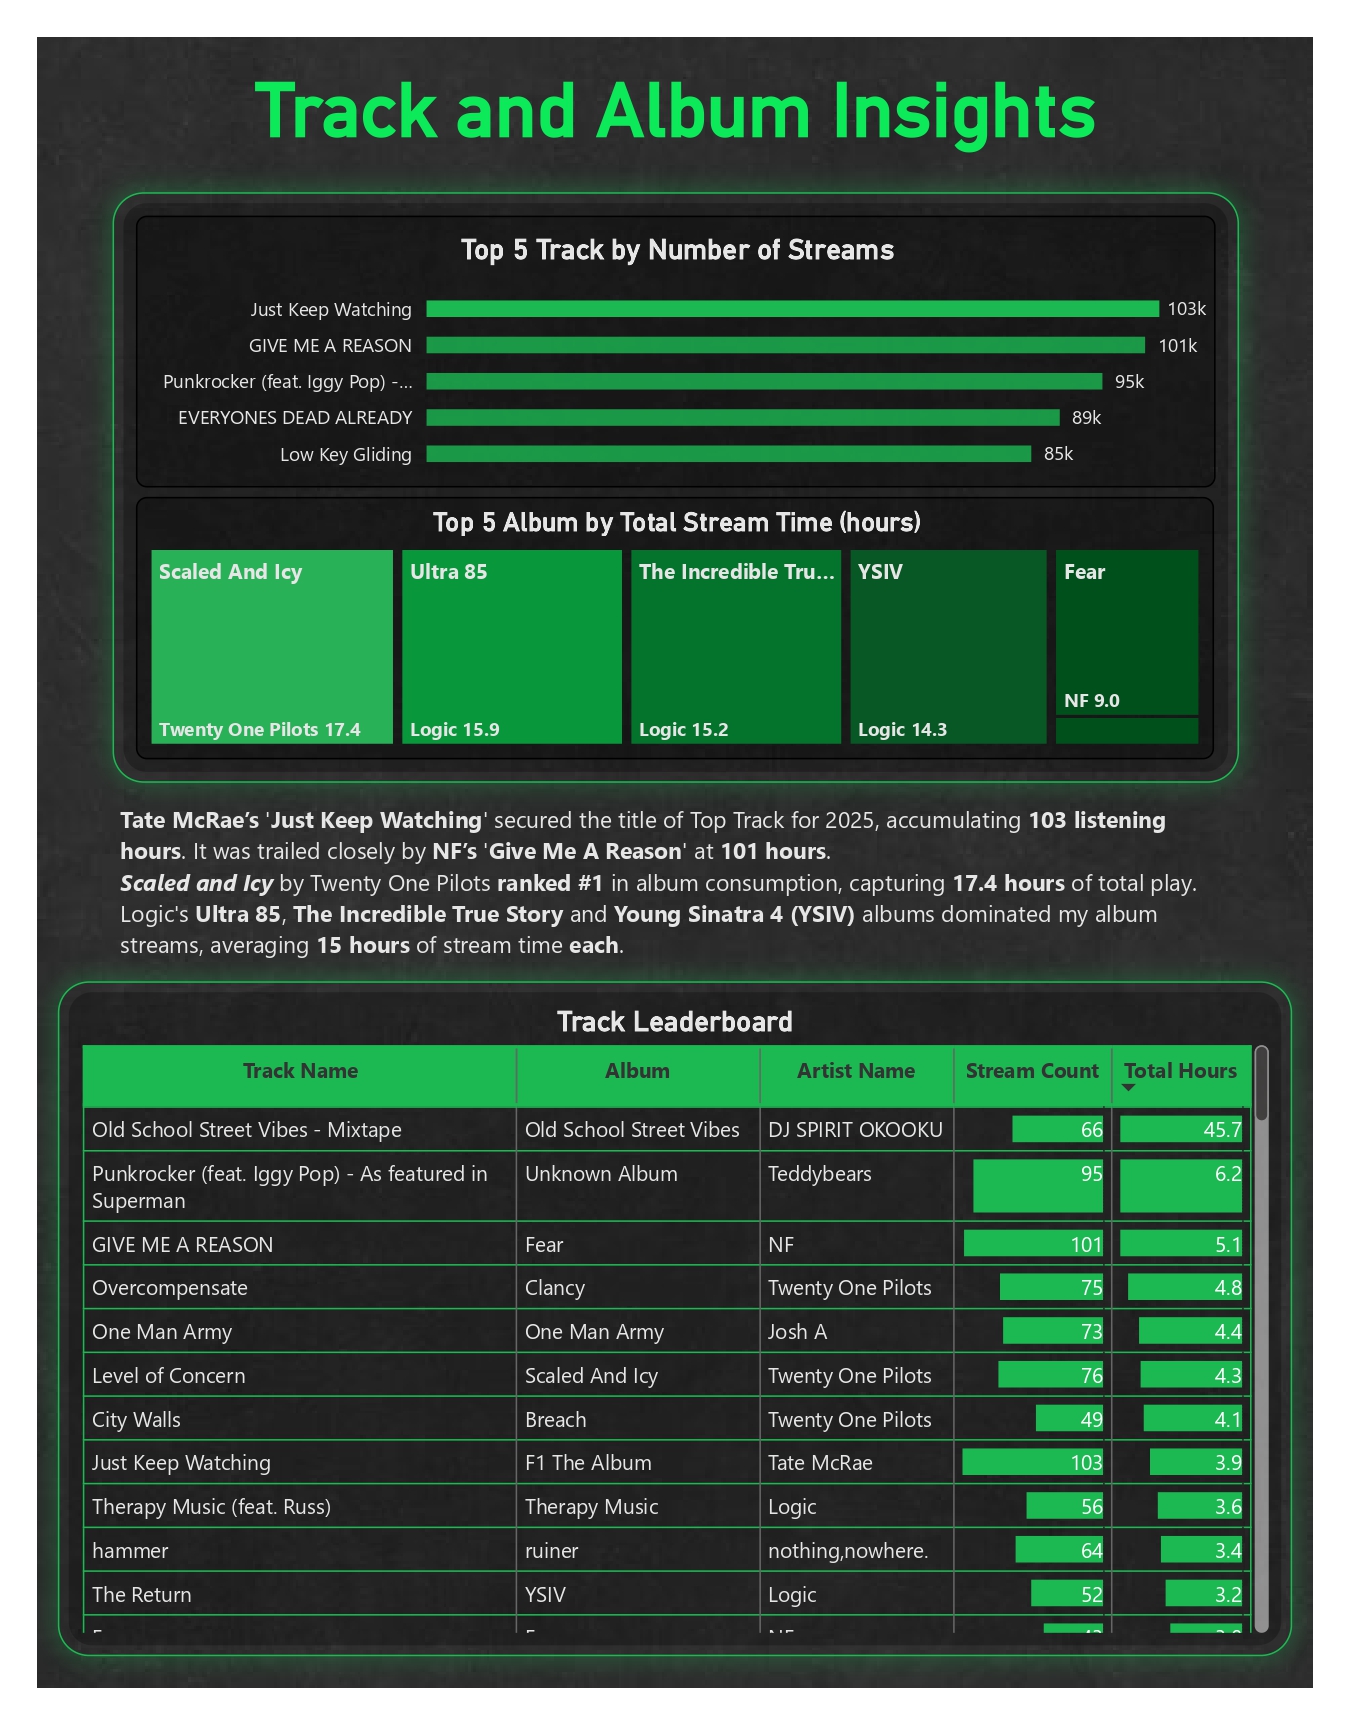 Track and Album Insights
Top 5 Track by Number of Streams
Just Keep Watching 103k
GIVE ME A REASON 101k
Punkrocker (feat. Iggy Pop) -... 95k
EVERYONES DEAD ALREADY 89k
Low Key Gliding 85k
Top 5 Album by Total Stream Time (hours)
Scaled And Icy
Twenty One Pilots 17.4
Ultra 85
Logic 15.9
The Incredible Tru...
Logic 15.2
YSIV
Logic 14.3
Fear
NF 9.0
Tate McRae’s 'Just Keep Watching' secured the title of Top Track for 2025, accumulating 103 listening
hours. It was trailed closely by NF’s 'Give Me A Reason' at 101 hours.
Scaled and Icy by Twenty One Pilots ranked #1 in album consumption, capturing 17.4 hours of total play.
Logic's Ultra 85, The Incredible True Story and Young Sinatra 4 (YSIV) albums dominated my album
streams, averaging 15 hours of stream time each.
Track Leaderboard
Track Name Album Artist Name Stream Count Total Hours
Old School Street Vibes - Mixtape Old School Street Vibes DJ SPIRIT OKOOKU 66 45.7
Punkrocker (feat. Iggy Pop) - As featured in Unknown Album Teddybears 95 6.2
Superman
GIVE ME A REASON Fear NF 101 5.1
Overcompensate Clancy Twenty One Pilots 75 4.8
One Man Army One Man Army Josh A 73 4.4
Level of Concern Scaled And Icy Twenty One Pilots 76 4.3
City Walls Breach Twenty One Pilots 49 4.1
Just Keep Watching F1 The Album Tate McRae 103 3.9
Therapy Music (feat. Russ) Therapy Music Logic 56 3.6
hammer ruiner nothing,nowhere. 64 3.4
The Return YSIV Logic 52 3.2